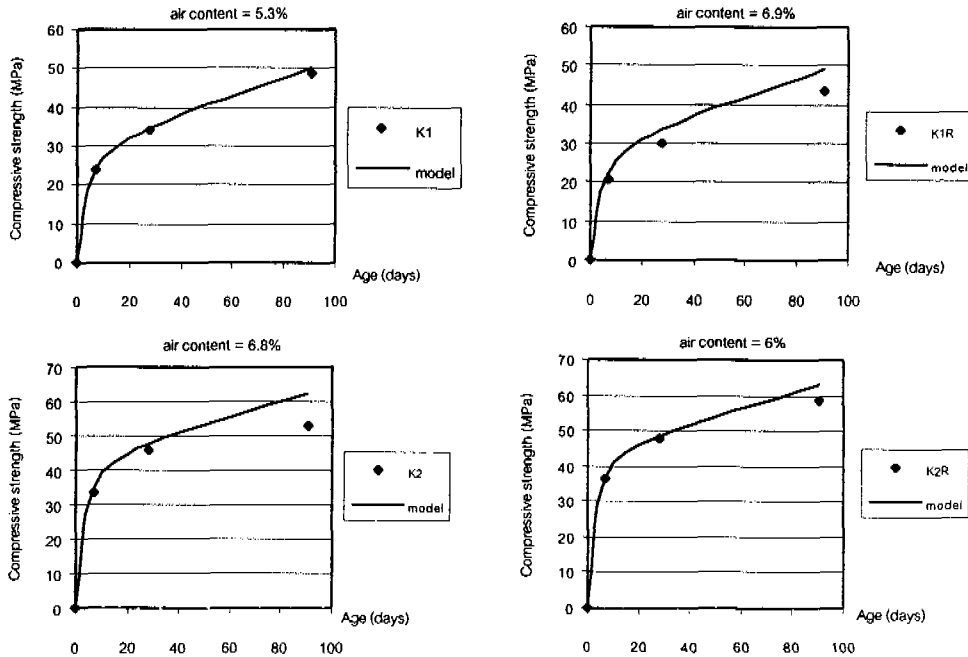 air content = 5.3%
Compressive strength (MPa)
60
50
40
30
20
10
0
0 20 40 60 80 100
Age (days)
K1
model
air content = 6.9%
Compressive strength (MPa)
60
50
40
30
20
10
0
0 20 40 60 80 100
Age (days)
K1R
model
air content = 6.8%
Compressive strength (MPa)
70
60
50
40
30
20
10
0
0 20 40 60 80 100
Age (days)
K2
model
air content = 6%
Compressive strength (MPa)
70
60
50
40
30
20
10
0
0 20 40 60 80 100
Age (days)
K2R
model